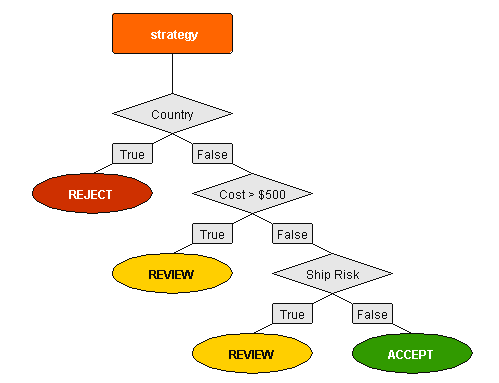 strategy
Country
True
False
REJECT
Cost > $500
True
False
REVIEW
Ship Risk
True
False
REVIEW
ACCEPT